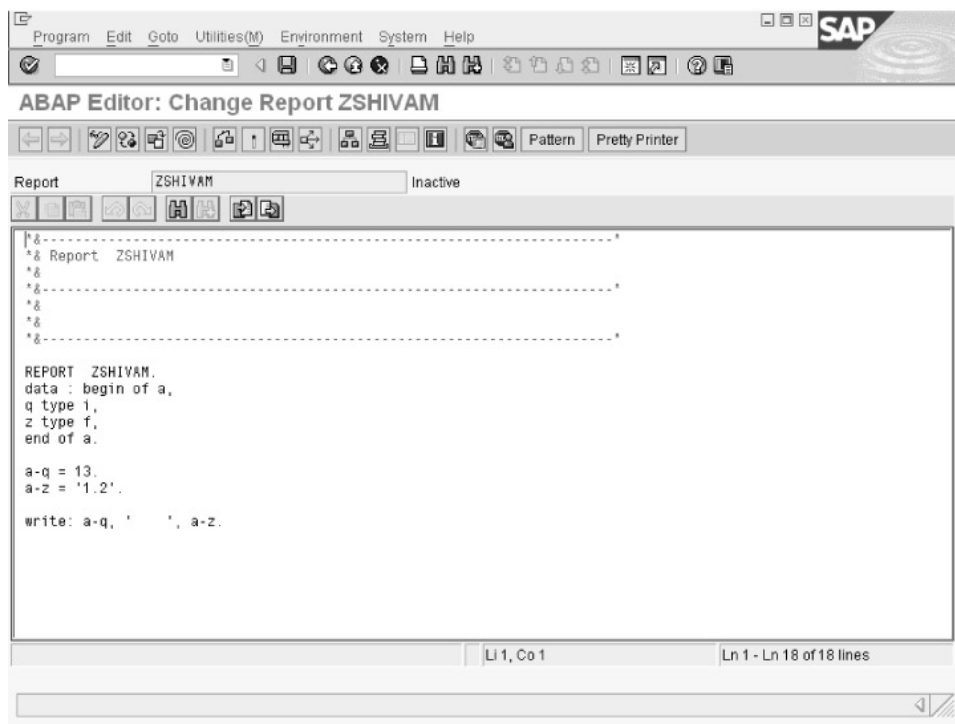 SAP
Program Edit Goto Utilities(M) Environment System Help
ABAP Editor: Change Report ZSHIVAM
Pattern Pretty Printer
Report ZSHIVAM Inactive
*&---------------------------------------------------------------------*
*& Report  ZSHIVAM
*&
*&---------------------------------------------------------------------*
*&
*&
*&---------------------------------------------------------------------*
REPORT  ZSHIVAM.
data : begin of a,
q type i,
z type f,
end of a.
a-q = 13.
a-z = '1.2'.
write: a-q, '    ', a-z.
Li 1, Co 1 Ln 1 - Ln 18 of 18 lines